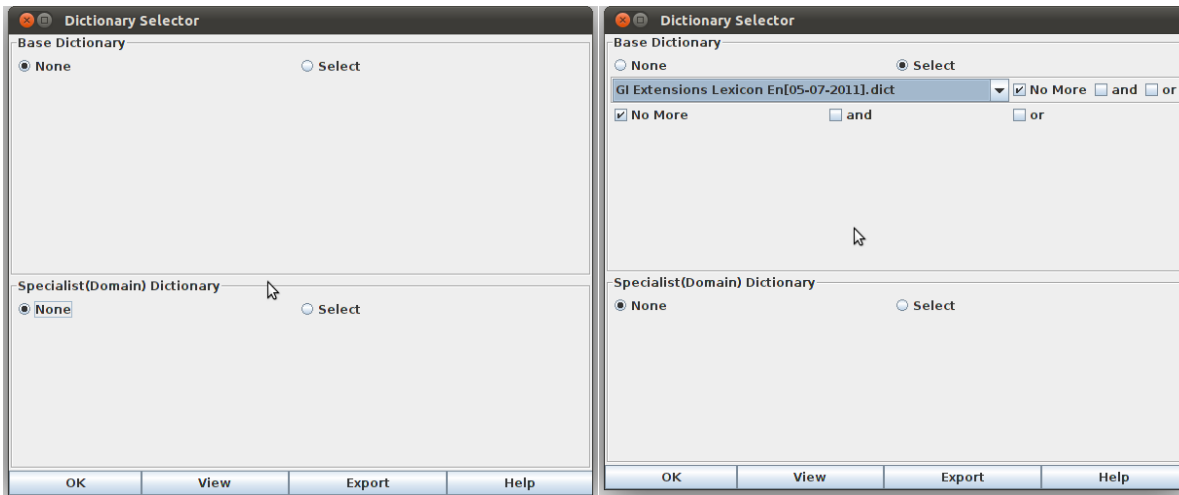 Dictionary Selector
Base Dictionary
None Select
Specialist(Domain) Dictionary
None Select
OK View Export Help
Dictionary Selector
Base Dictionary
None Select
GI Extensions Lexicon En[05-07-2011].dict No More and or
No More and or
Specialist(Domain) Dictionary
None Select
OK View Export Help